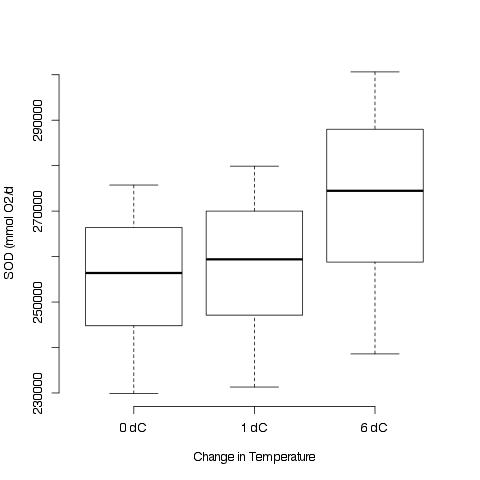 SOD (mmol O2/d
290000
270000
250000
230000
0 dC 1 dC 6 dC
Change in Temperature